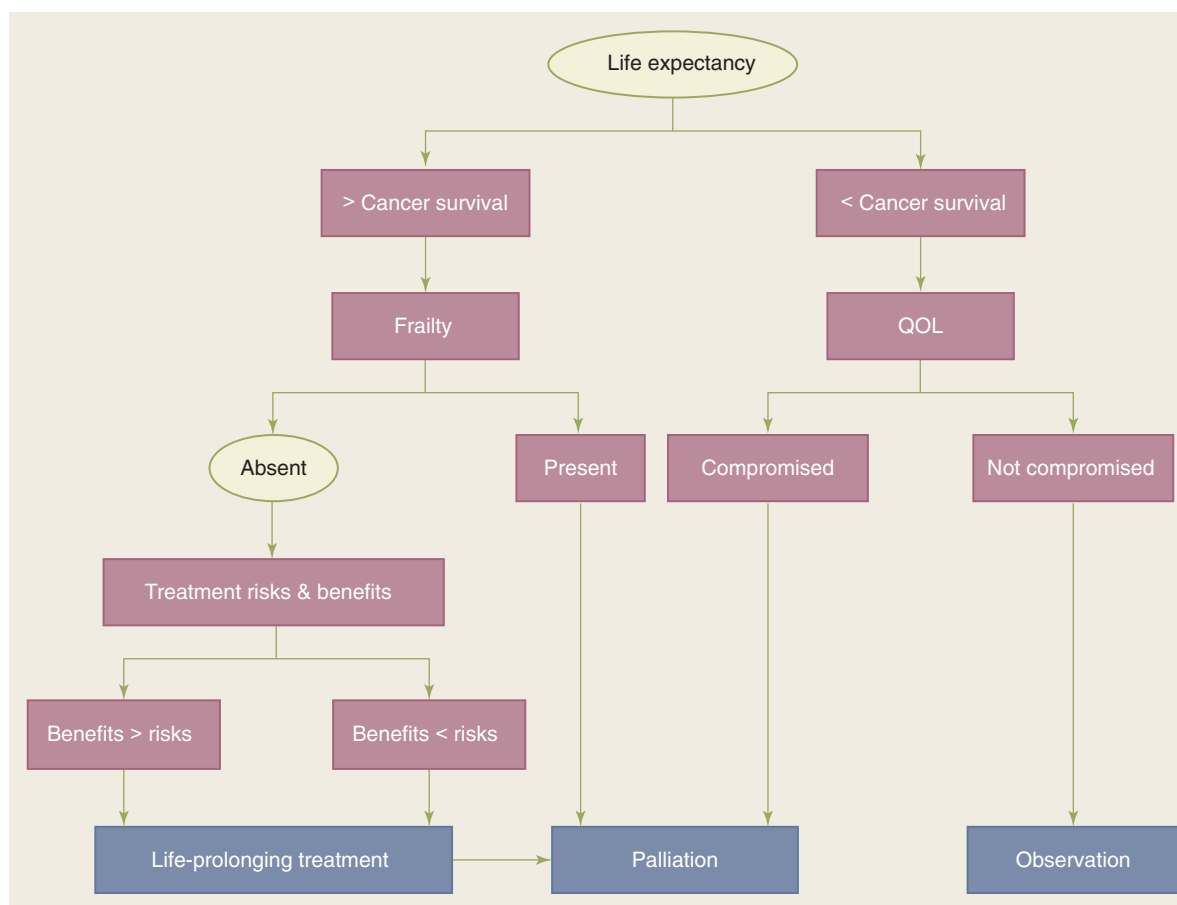 Life expectancy
> Cancer survival
< Cancer survival
Frailty
QOL
Absent
Present
Compromised
Not compromised
Treatment risks & benefits
Benefits > risks
Benefits < risks
Life-prolonging treatment
Palliation
Observation